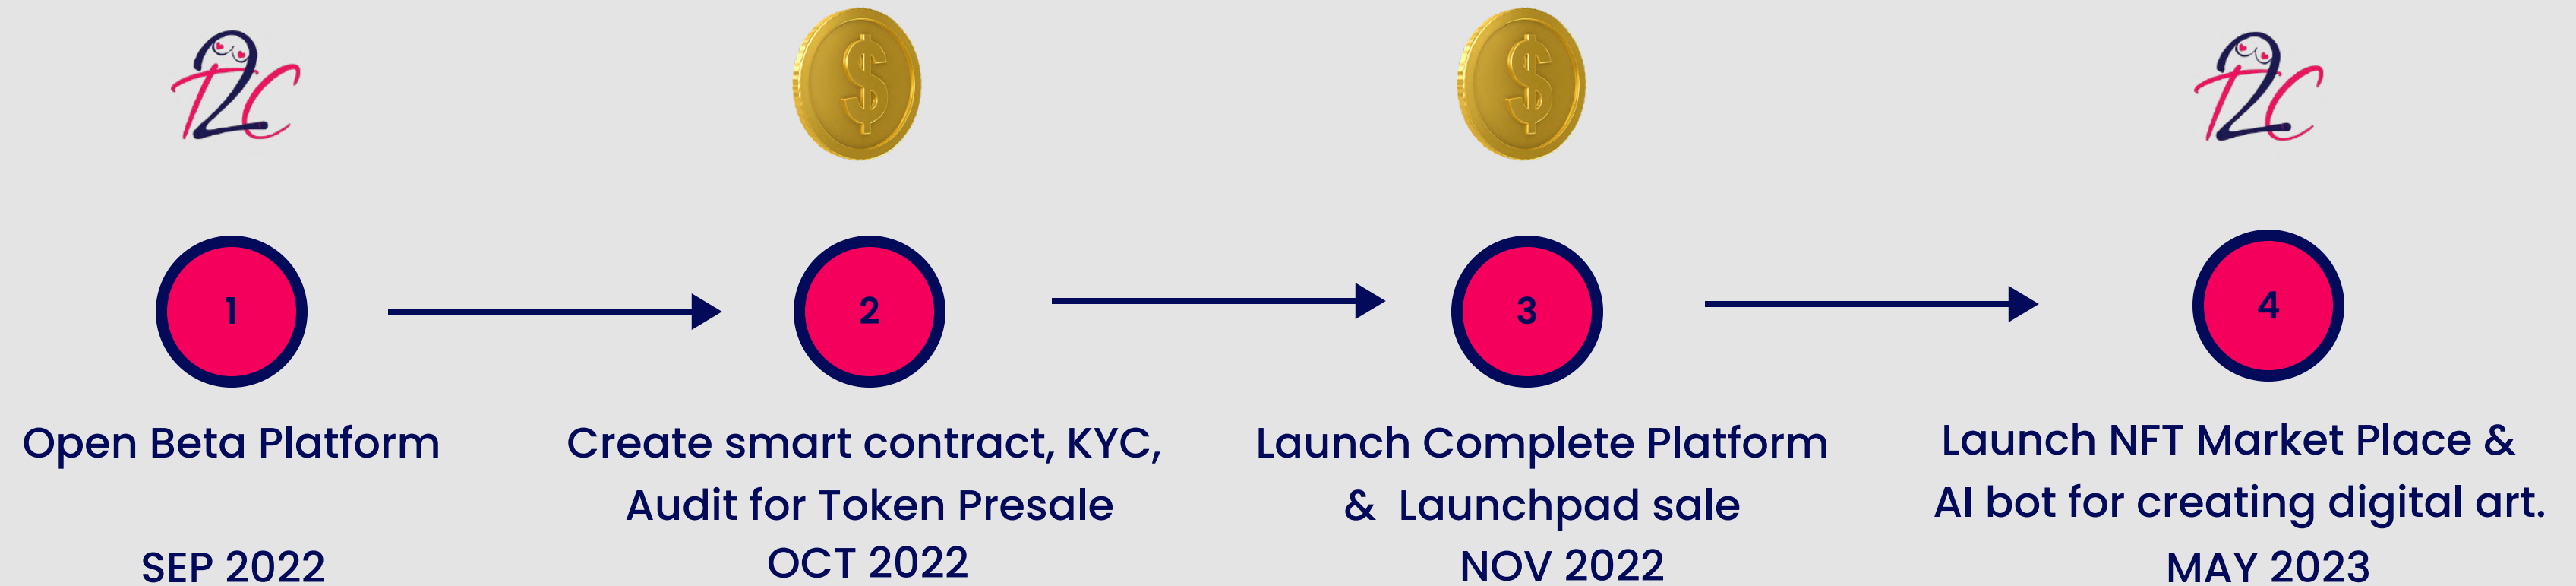 T2C
$
$
T2C
1
2
3
4
Open Beta Platform
SEP 2022
Create smart contract, KYC,
Audit for Token Presale
OCT 2022
Launch Complete Platform
& Launchpad sale
NOV 2022
Launch NFT Market Place &
AI bot for creating digital art.
MAY 2023